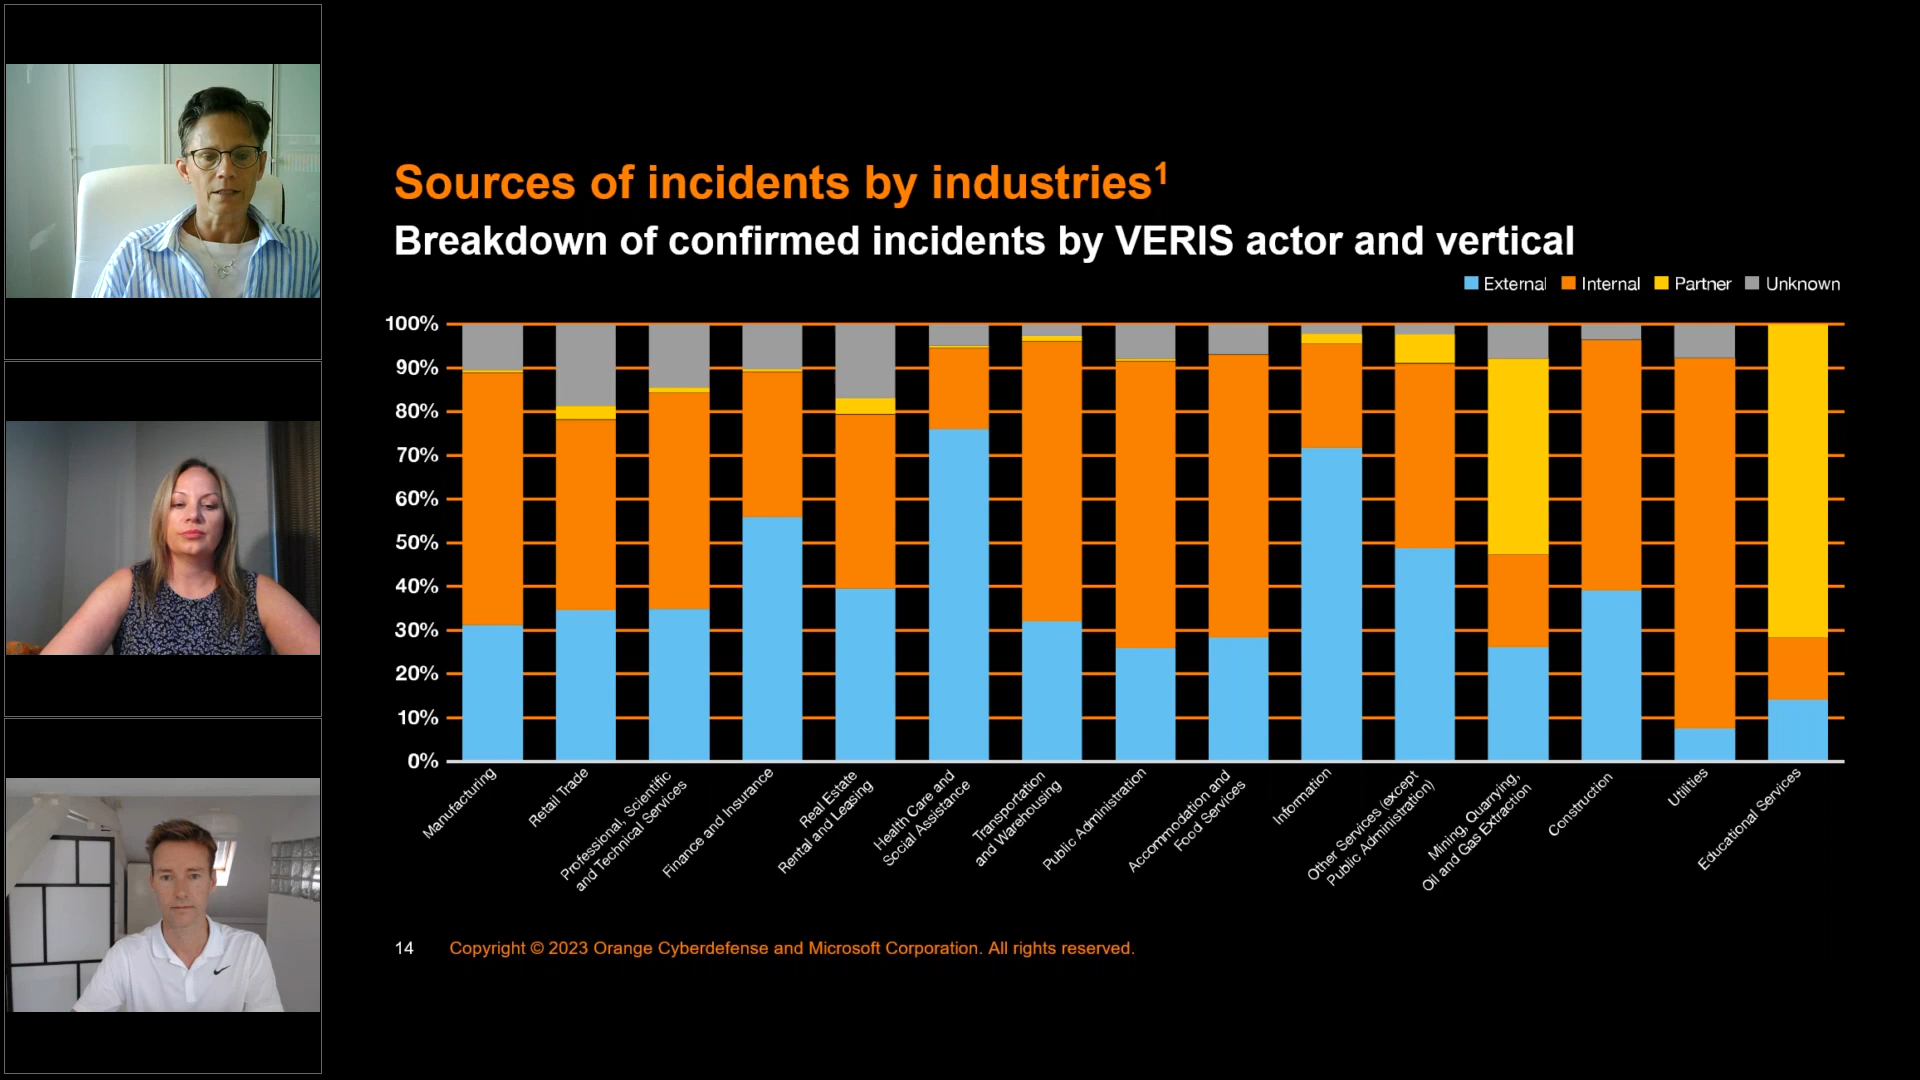 Sources of incidents by industries¹
Breakdown of confirmed incidents by VERIS actor and vertical
External Internal Partner Unknown
100%
90%
80%
70%
60%
50%
40%
30%
20%
10%
0%
Manufacturing
Retail Trade
Professional, Scientific
and Technical Services
Finance and Insurance
Real Estate
Rental and Leasing
Health Care and
Social Assistance
Transportation
and Warehousing
Public Administration
Accommodation and
Food Services
Information
Other Services (except
Public Administration)
Mining, Quarrying,
Oil and Gas Extraction
Construction
Utilities
Educational Services
14 Copyright © 2023 Orange Cyberdefense and Microsoft Corporation. All rights reserved.